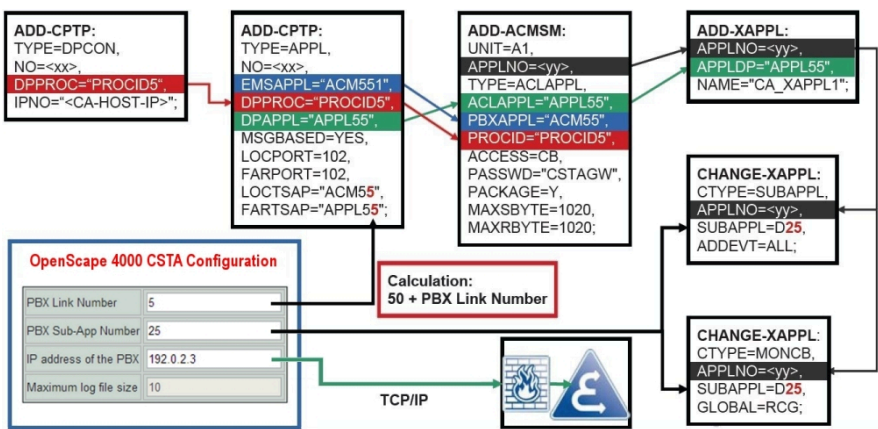 ADD-CPTP:
TYPE=DPCON,
NO=<xx>,
DPPROC="PROCID5",
IPNO="<CA-HOST-IP>";
ADD-CPTP:
TYPE=APPL,
NO=<xx>,
EMSAPPL="ACM551",
DPPROC="PROCID5",
DPAPPL="APPL55",
MSGBASED=YES,
LOCPORT=102,
FARPORT=102,
LOCTSAP="ACM55",
FARTSAP="APPL55";
ADD-ACMSM:
UNIT=A1,
APPLNO=<yy>,
TYPE=ACLAPPL,
ACLAPPL="APPL55",
PBXAPPL="ACM55",
PROCID="PROCID5",
ACCESS=CB,
PASSWD="CSTAGW",
PACKAGE=Y,
MAXSBYTE=1020,
MAXRBYTE=1020;
ADD-XAPPL:
APPLNO=<yy>,
APPLDP="APPL55",
NAME="CA_XAPPL1";
CHANGE-XAPPL:
CTYPE=SUBAPPL,
APPLNO=<yy>,
SUBAPPL=D25,
ADDEVT=ALL;
OpenScape 4000 CSTA Configuration
PBX Link Number 5
PBX Sub-App Number 25
IP address of the PBX 192.0.2.3
Maximum log file size 10
Calculation:
50 + PBX Link Number
TCP/IP
CHANGE-XAPPL:
CTYPE=MONCB,
APPLNO=<yy>,
SUBAPPL=D25,
GLOBAL=RCG;